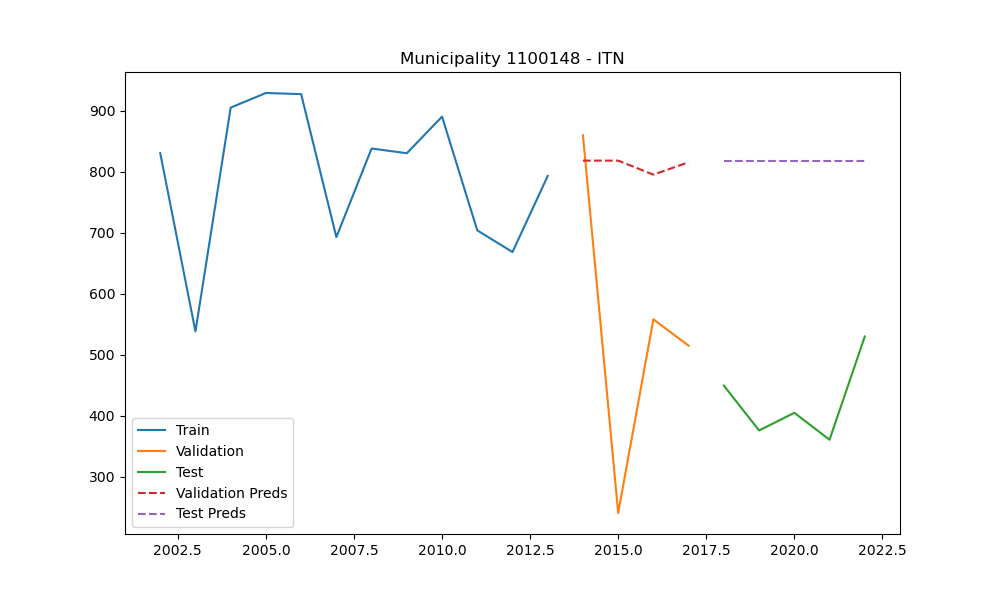 Municipality 1100148 - ITN
900
800
700
600
500
400
300
Train
Validation
Test
Validation Preds
Test Preds
2002.5 2005.0 2007.5 2010.0 2012.5 2015.0 2017.5 2020.0 2022.5